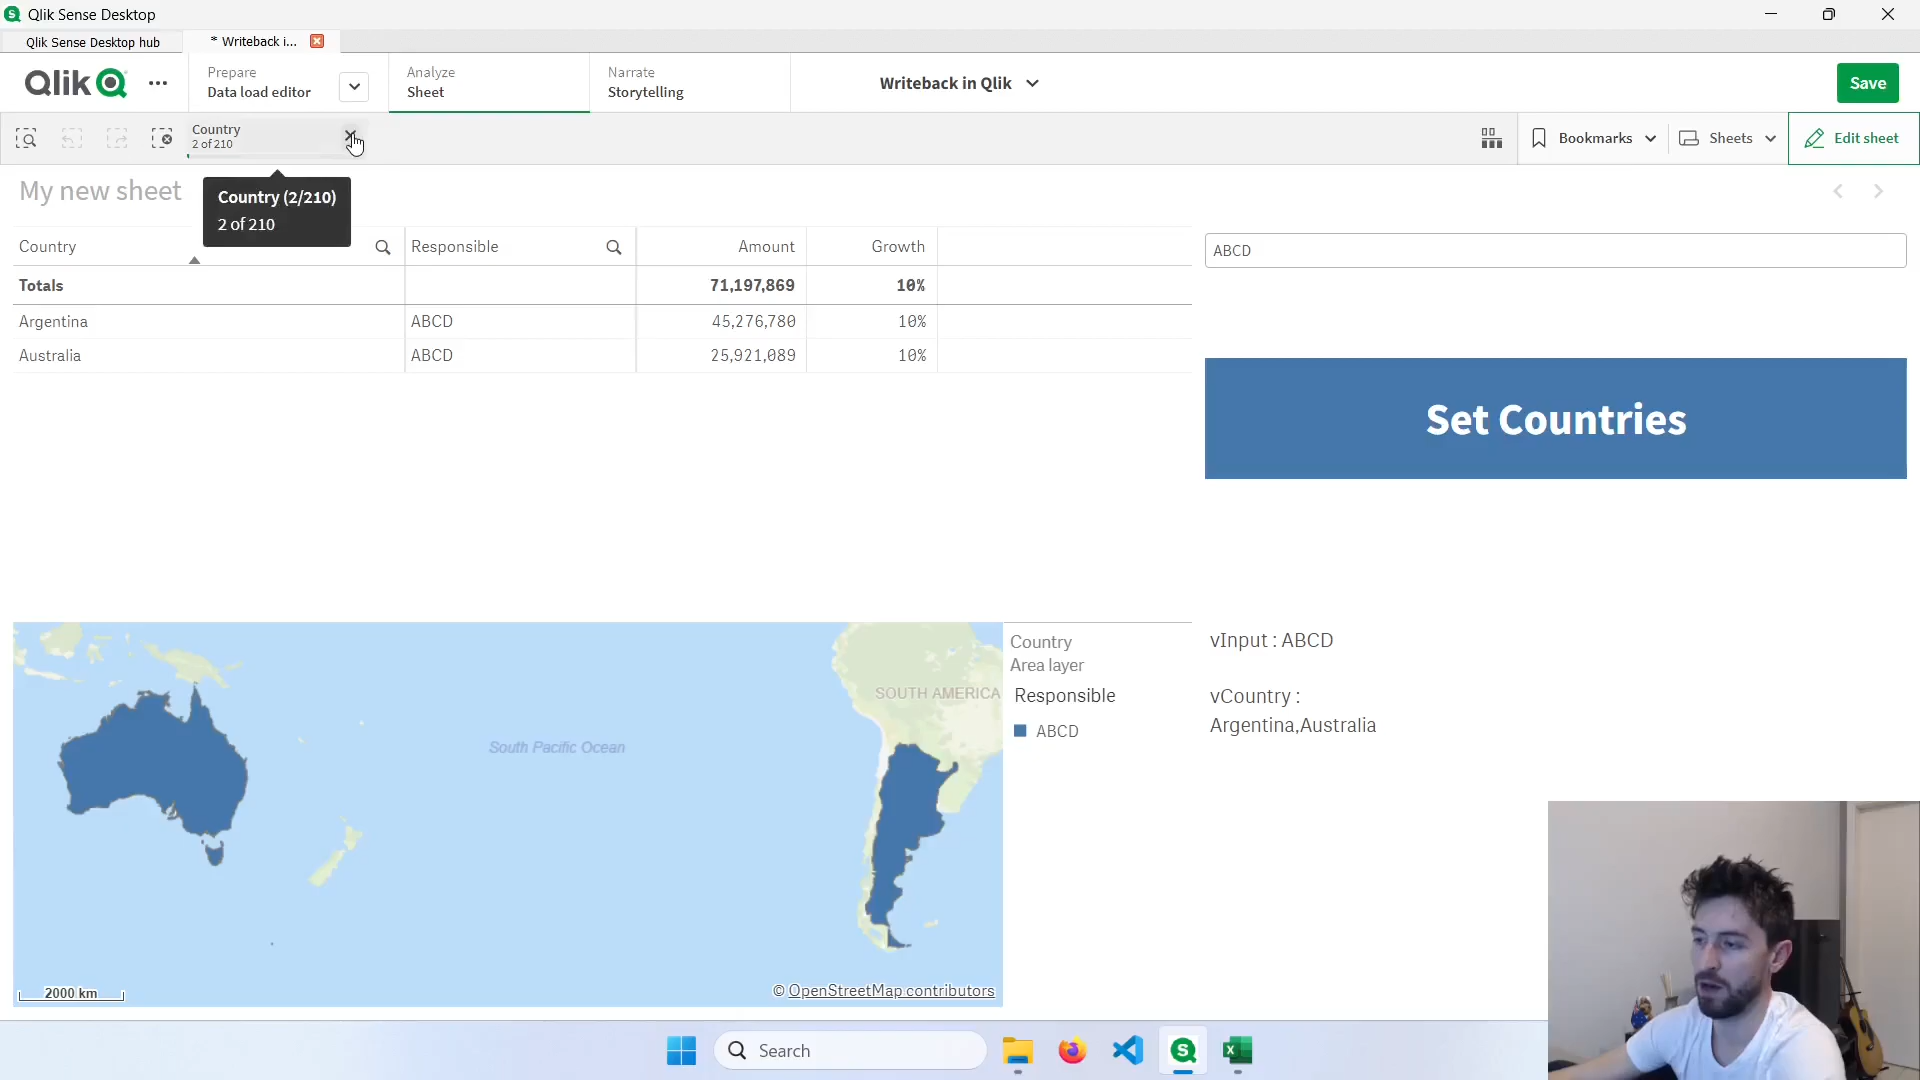 Qlik Sense Desktop
Qlik Sense Desktop hub
* Writeback i...
Qlik
Prepare
Data load editor
Analyze
Sheet
Narrate
Storytelling
Writeback in Qlik
Save
Country
2 of 210
Bookmarks
Sheets
Edit sheet
My new sheet
Country (2/210)
2 of 210
Country Responsible Amount Growth
Totals 71,197,869 10%
Argentina ABCD 45,276,780 10%
Australia ABCD 25,921,089 10%
ABCD
Set Countries
SOUTH AMERICA
South Pacific Ocean
2000 km
© OpenStreetMap contributors
Country
Area layer
Responsible
ABCD
vInput : ABCD
vCountry :
Argentina,Australia
Search